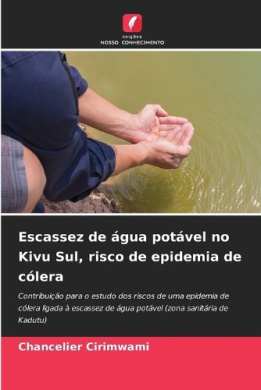 edições
NOSSO CONHECIMENTO
Escassez de água potável no
Kivu Sul, risco de epidemia de
cólera
Contribuição para o estudo dos riscos de uma epidemia de
cólera ligada à escassez de água potável (zona sanitária de
Kadutu)
Chancelier Cirimwami